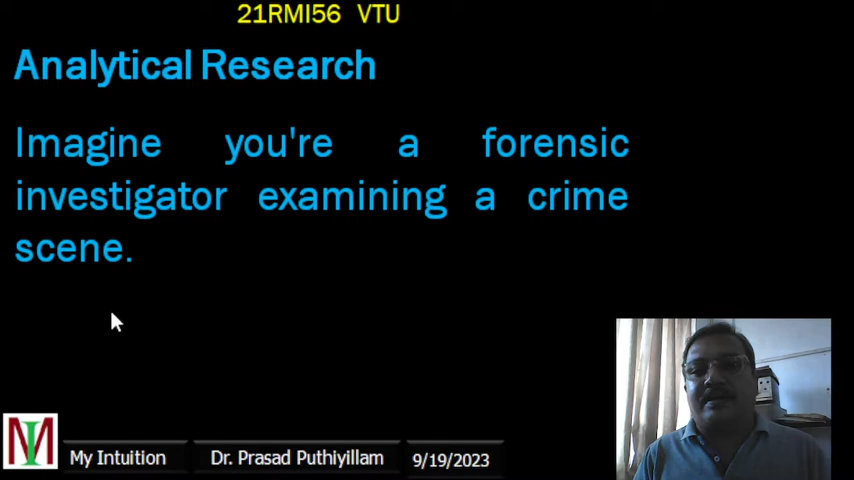 21RMI56 VTU
Analytical Research
Imagine you're a forensic
investigator examining a crime
scene.
MI
My Intuition
Dr. Prasad Puthiyillam
9/19/2023